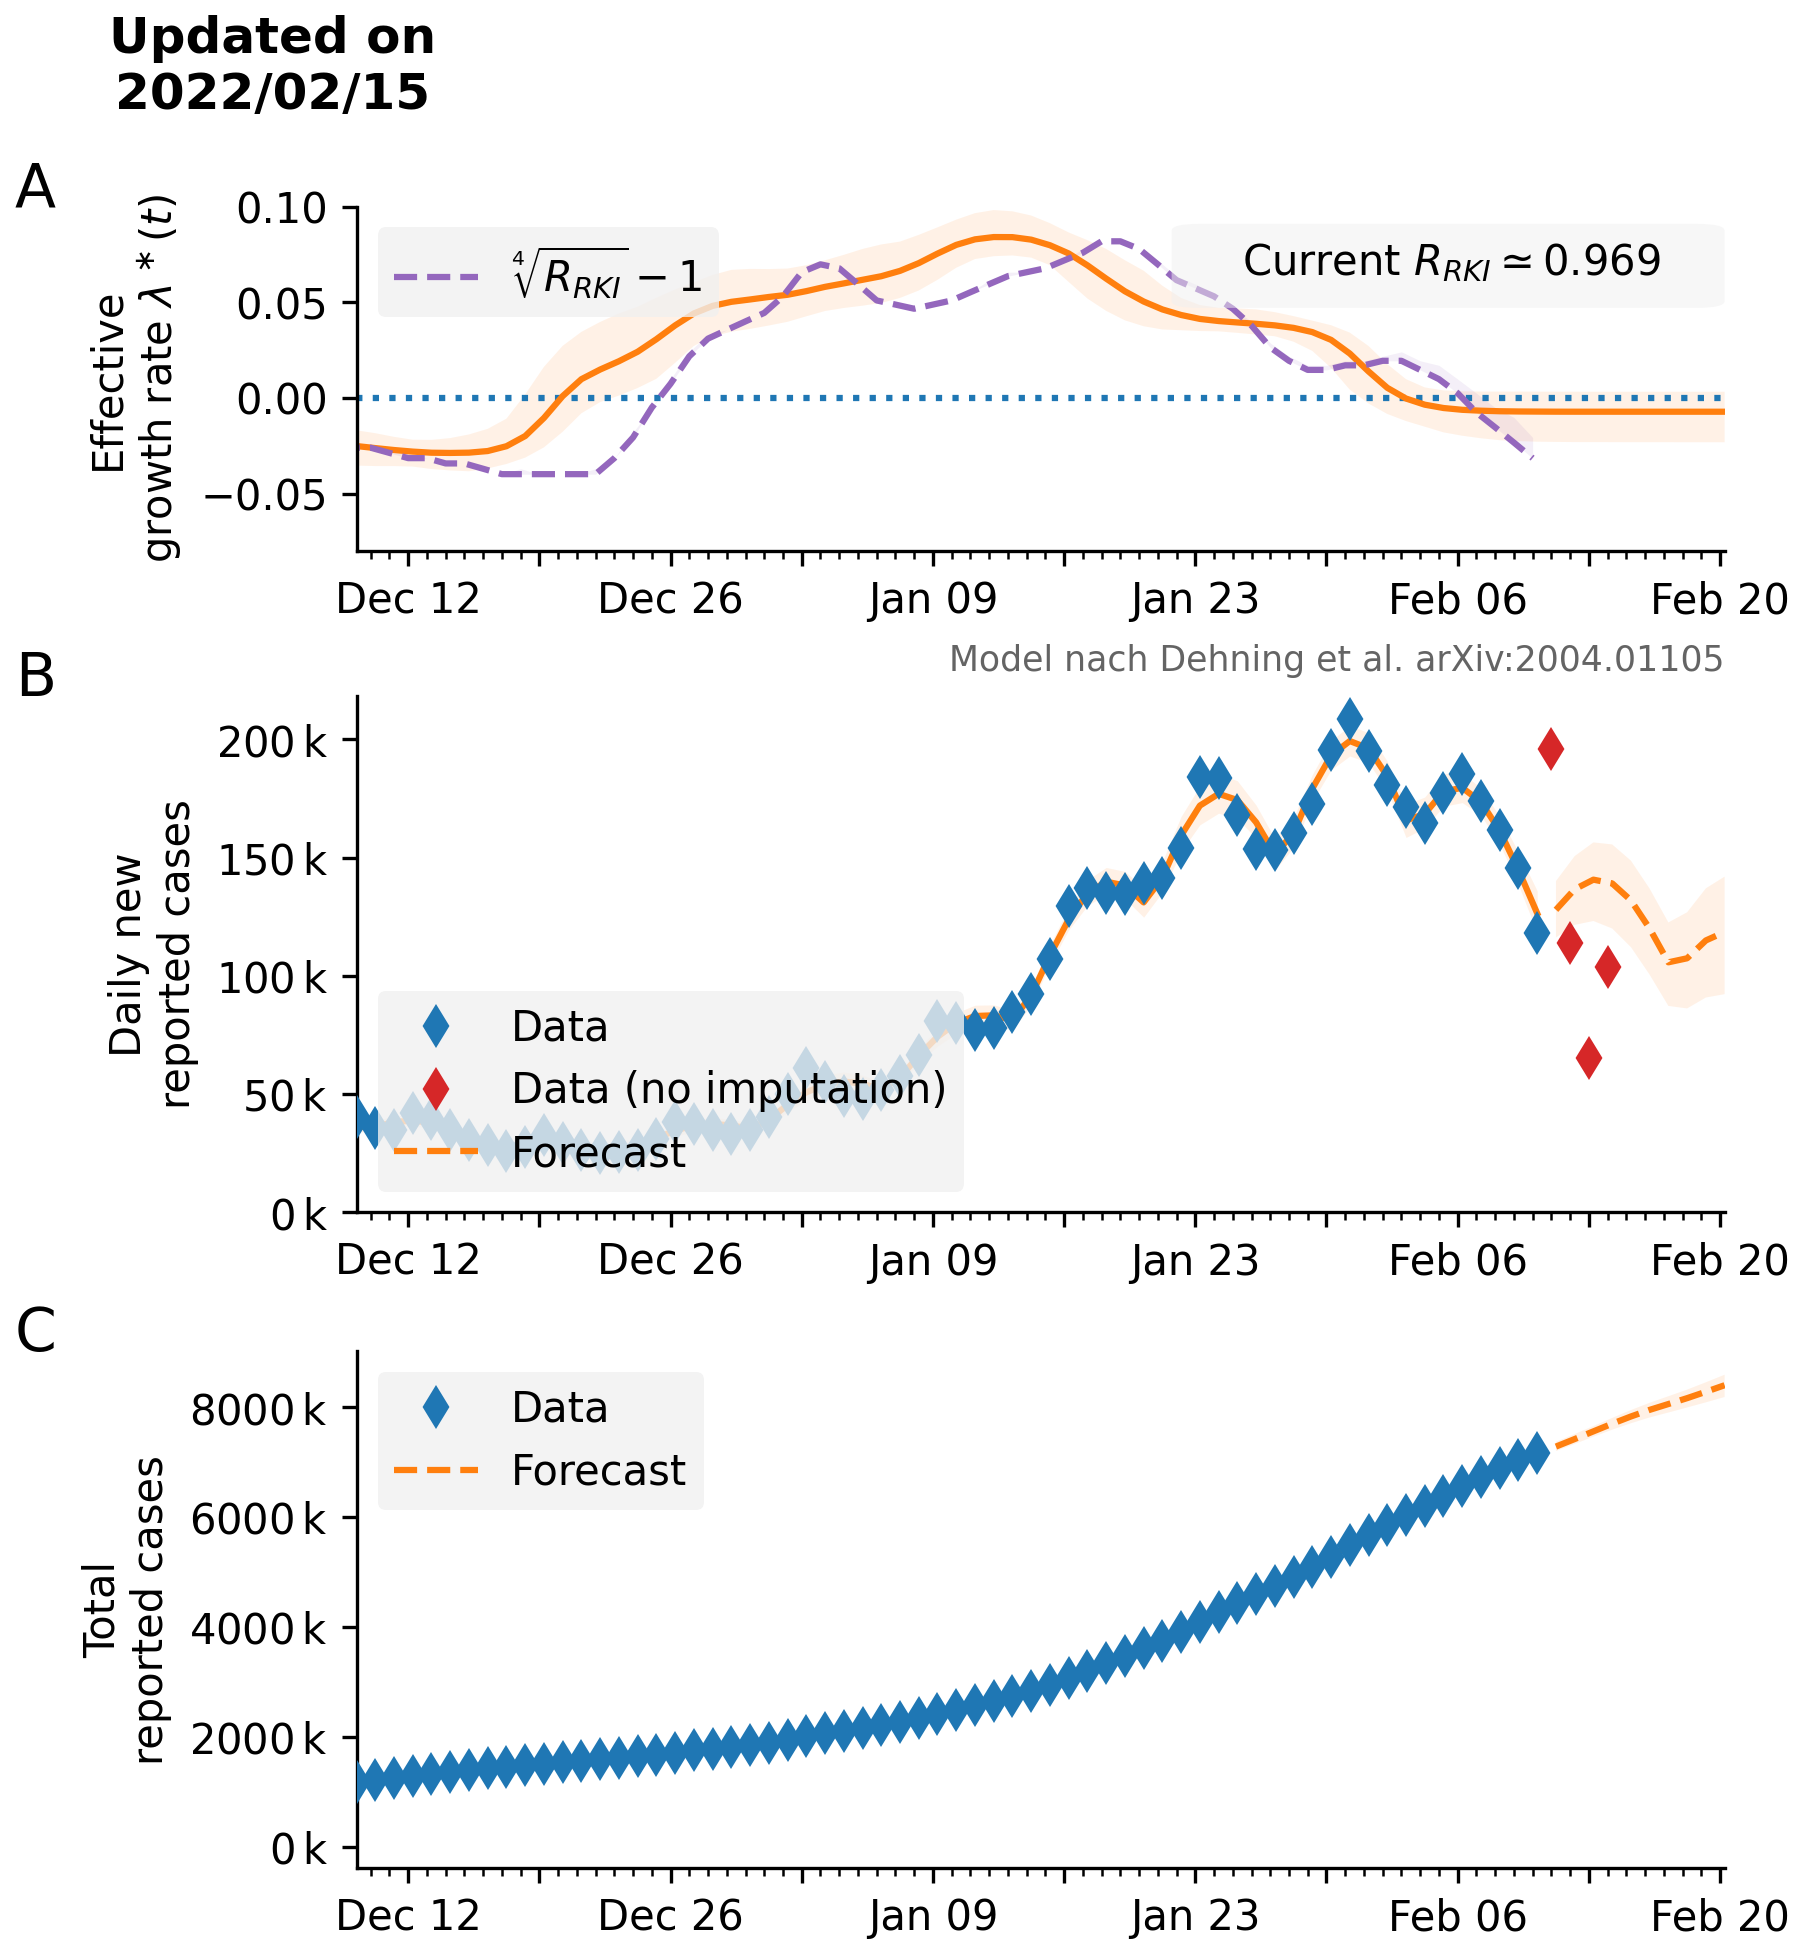 Updated on
2022/02/15
A
Effective
growth rate λ * (t)
0.10
0.05
0.00
−0.05
∜R_RKI − 1
Current R_RKI ≃ 0.969
Dec 12
Dec 26
Jan 09
Jan 23
Feb 06
Feb 20
Model nach Dehning et al. arXiv:2004.01105
B
Daily new
reported cases
200 k
150 k
100 k
50 k
0 k
Data
Data (no imputation)
Forecast
Dec 12
Dec 26
Jan 09
Jan 23
Feb 06
Feb 20
C
Total
reported cases
8000 k
6000 k
4000 k
2000 k
0 k
Data
Forecast
Dec 12
Dec 26
Jan 09
Jan 23
Feb 06
Feb 20